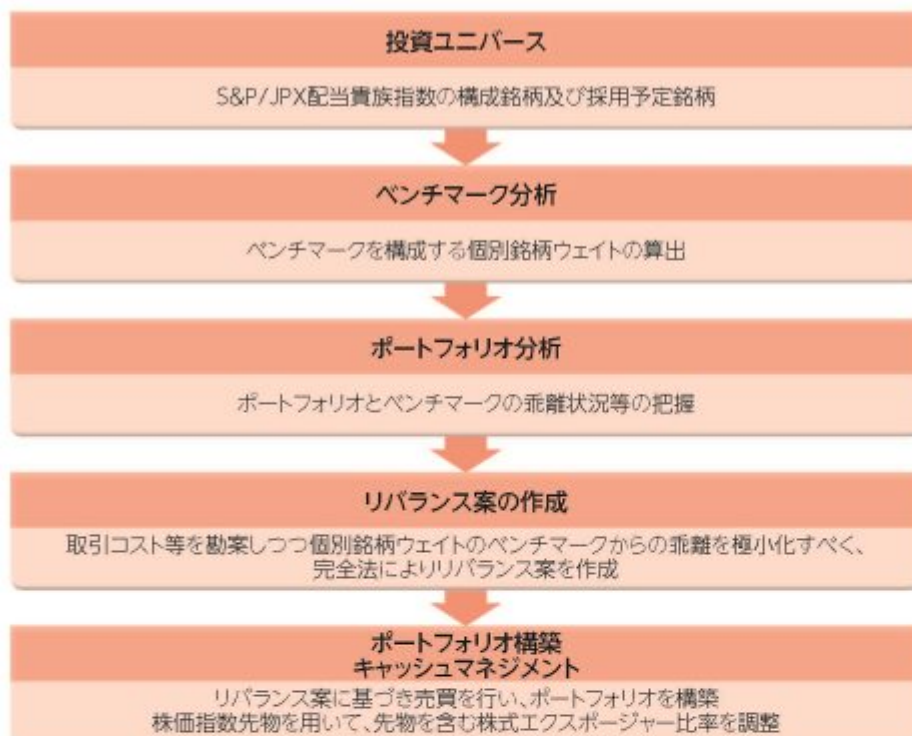 投資ユニバース
S&P/JPX配当貴族指数の構成銘柄及び採用予定銘柄
ベンチマーク分析
ベンチマークを構成する個別銘柄ウェイトの算出
ポートフォリオ分析
ポートフォリオとベンチマークの乖離状況等の把握
リバランス案の作成
取引コスト等を勘案しつつ個別銘柄ウェイトのベンチマークからの乖離を極小化すべく、
完全法によりリバランス案を作成
ポートフォリオ構築
キャッシュマネジメント
リバランス案に基づき売買を行い、ポートフォリオを構築
株価指数先物を用いて、先物を含む株式エクスポージャー比率を調整